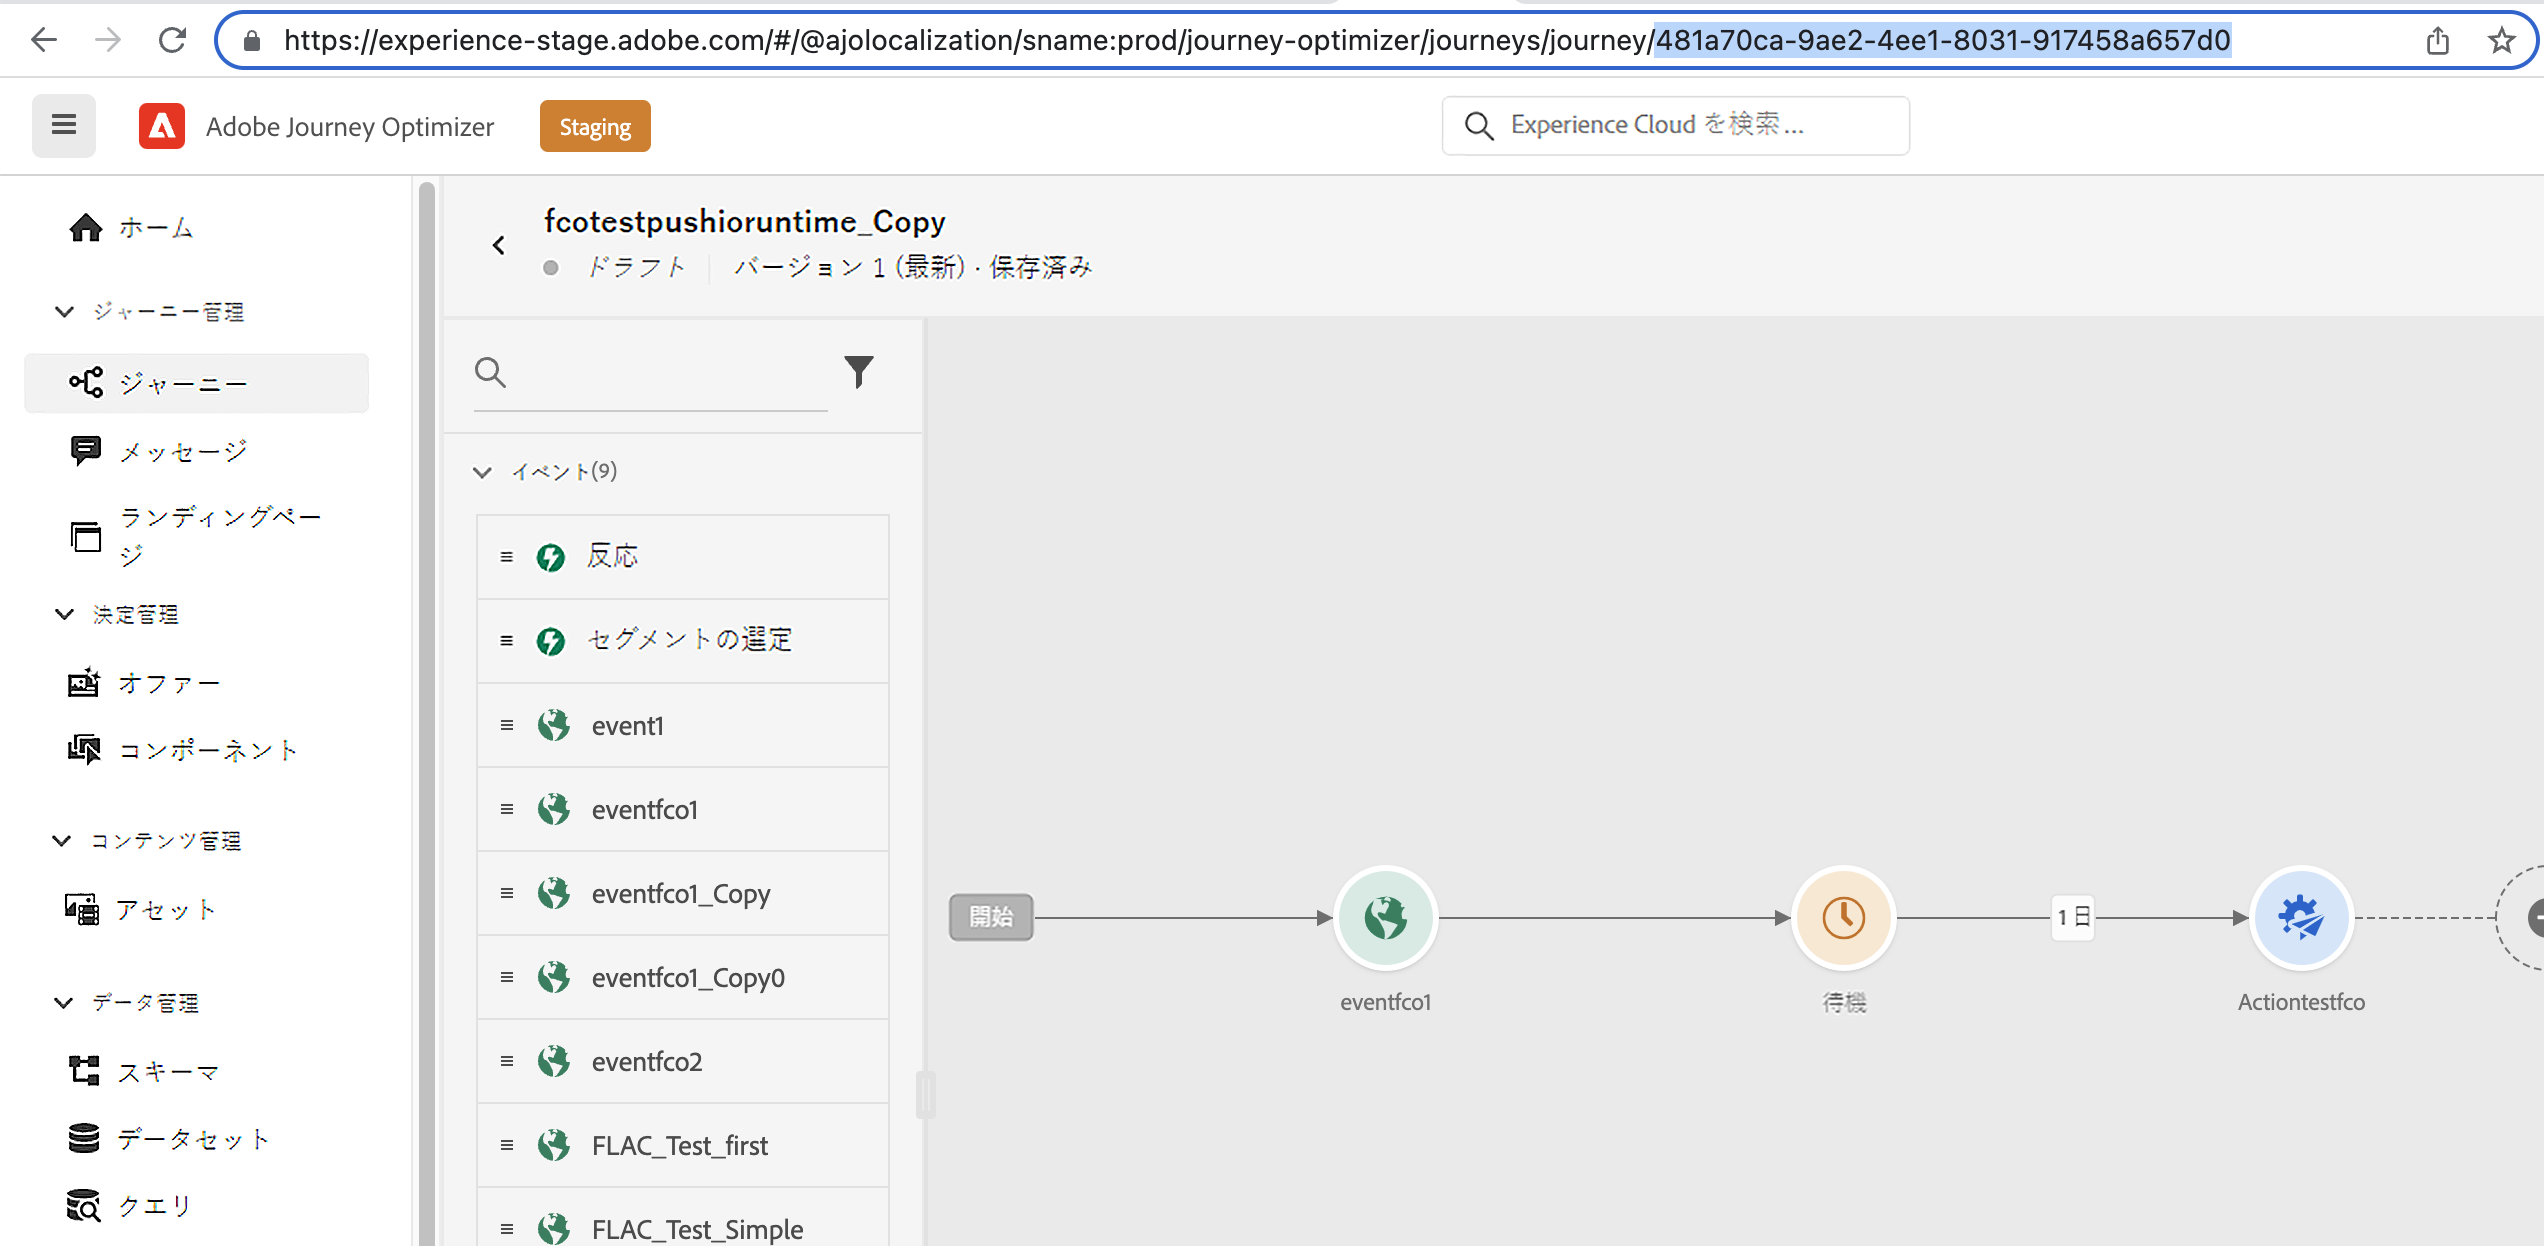 https://experience-stage.adobe.com/#/@ajolocalization/sname:prod/journey-optimizer/journeys/journey/481a70ca-9ae2-4ee1-8031-917458a657d0
Adobe Journey Optimizer
Staging
Experience Cloud を検索...
ホーム
ジャーニー管理
ジャーニー
メッセージ
ランディングペー
ジ
決定管理
オファー
コンポーネント
コンテンツ管理
アセット
データ管理
スキーマ
データセット
クエリ
fcotestpushioruntime_Copy
ドラフト
バージョン 1 (最新) · 保存済み
イベント(9)
反応
セグメントの選定
event1
eventfco1
eventfco1_Copy
eventfco1_Copy0
eventfco2
FLAC_Test_first
FLAC_Test_Simple
開始
eventfco1
待機
1 日
Actiontestfco